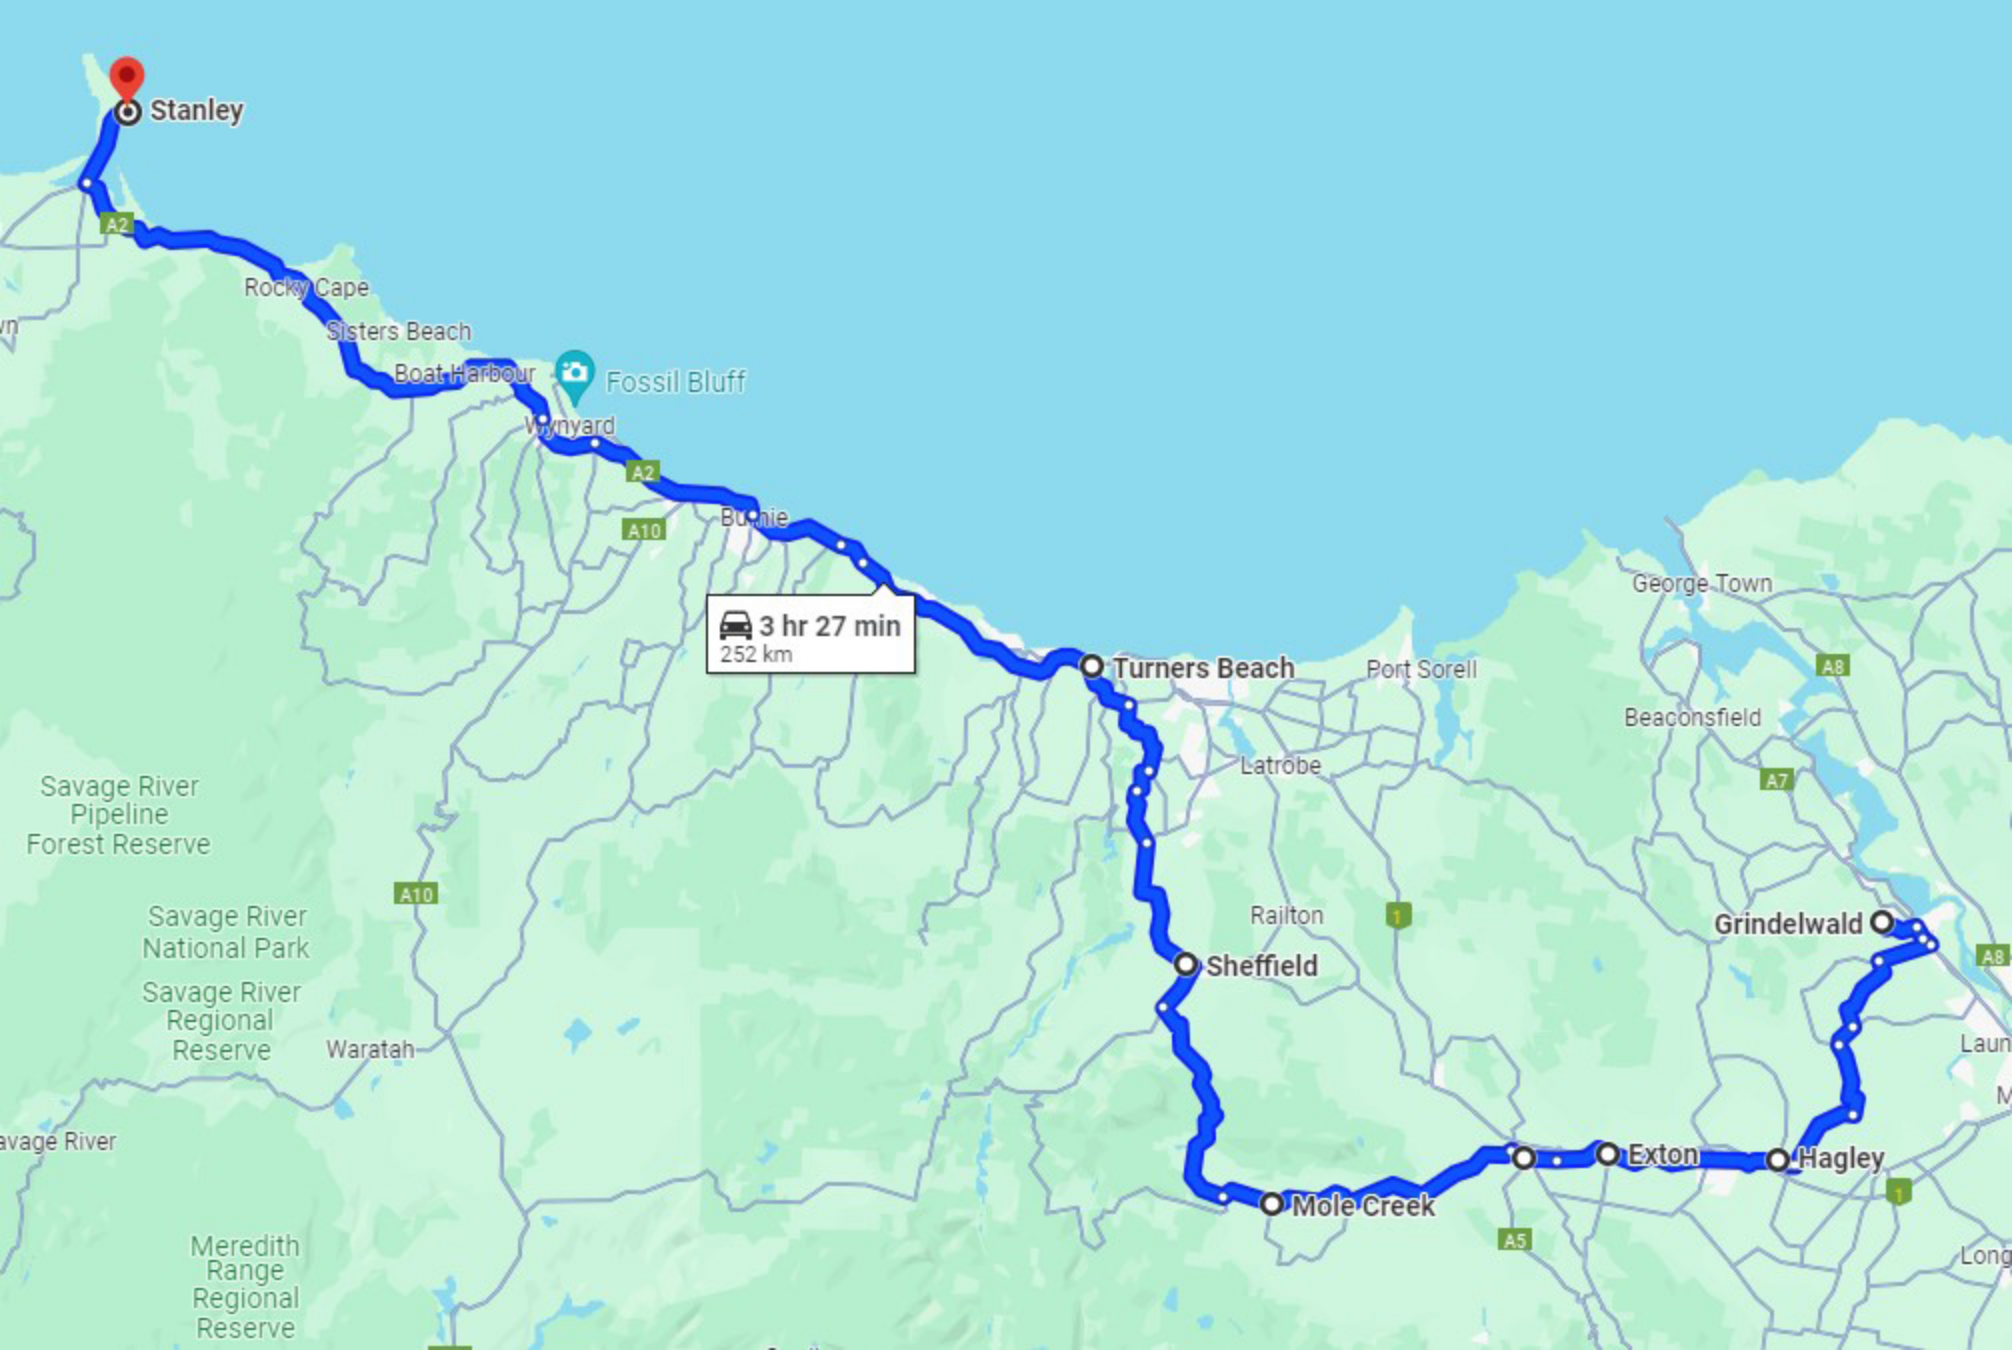 Stanley
A2
Rocky Cape
Sisters Beach
Boat Harbour
Fossil Bluff
Wynyard
A2
Burnie
A10
George Town
3 hr 27 min
252 km
Turners Beach
Port Sorell
A8
Beaconsfield
Latrobe
A7
Savage River
Pipeline
Forest Reserve
A10
Railton
1
Grindelwald
Savage River
National Park
A8
Sheffield
Savage River
Regional
Reserve
Waratah
Laun
M
avage River
Exton
Hagley
Mole Creek
1
A5
Meredith
Range
Regional
Reserve
Long